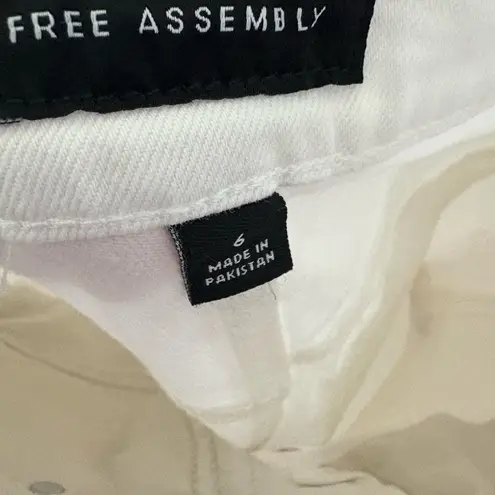 FREE ASSEMBLY
6
MADE IN
PAKISTAN